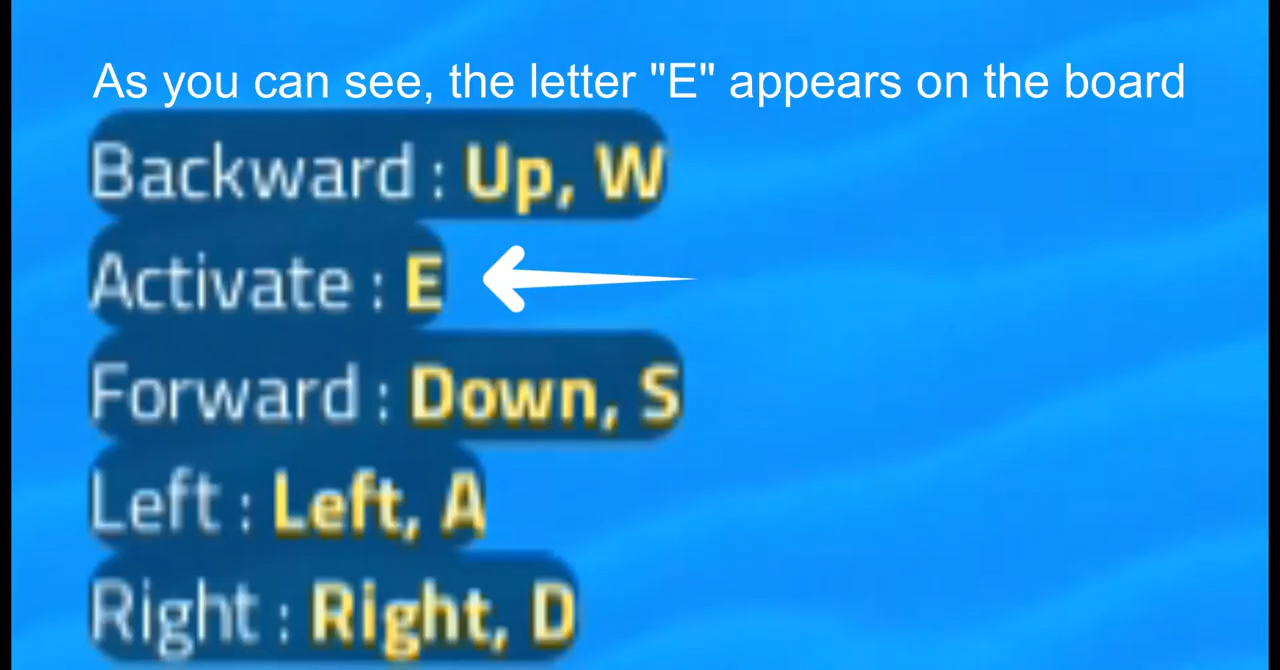 As you can see, the letter "E" appears on the board
Backward : Up, W
Activate : E
Forward : Down, S
Left : Left, A
Right : Right, D